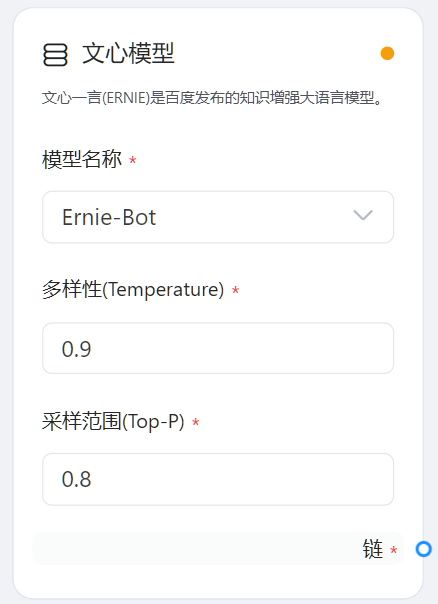 文心模型
文心一言(ERNIE)是百度发布的知识增强大语言模型。
模型名称 *
Ernie-Bot
多样性(Temperature) *
0.9
采样范围(Top-P) *
0.8
链 *